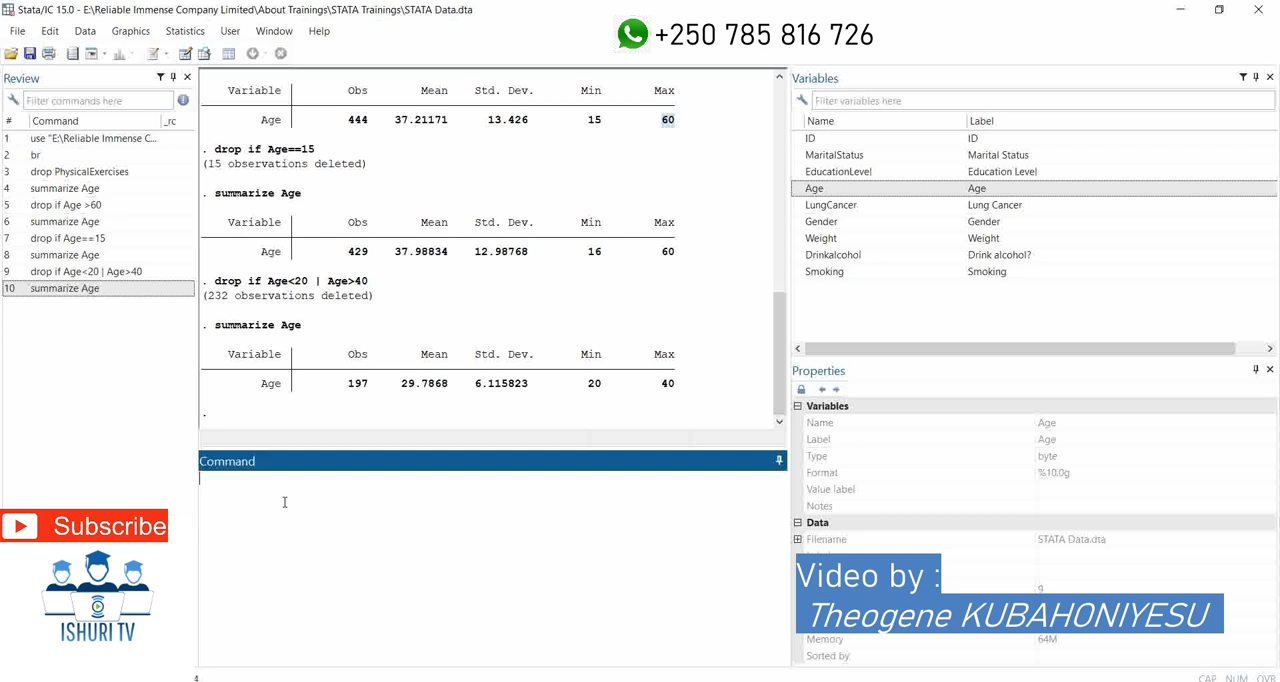 Stata/IC 15.0 - E:\Reliable Immense Company Limited\About Trainings\STATA Trainings\STATA Data.dta
File Edit Data Graphics Statistics User Window Help
+250 785 816 726
Review
Filter commands here
# Command _rc
1 use "E:\Reliable Immense C...
2 br
3 drop PhysicalExercises
4 summarize Age
5 drop if Age >60
6 summarize Age
7 drop if Age==15
8 summarize Age
9 drop if Age<20 | Age>40
10 summarize Age
Variable Obs Mean Std. Dev. Min Max
Age 444 37.21171 13.426 15 60
. drop if Age==15
(15 observations deleted)
. summarize Age
Variable Obs Mean Std. Dev. Min Max
Age 429 37.98834 12.98768 16 60
. drop if Age<20 | Age>40
(232 observations deleted)
. summarize Age
Variable Obs Mean Std. Dev. Min Max
Age 197 29.7868 6.115823 20 40
.
Command
Variables
Filter variables here
Name Label
ID ID
MaritalStatus Marital Status
EducationLevel Education Level
Age Age
LungCancer Lung Cancer
Gender Gender
Weight Weight
Drinkalcohol Drink alcohol?
Smoking Smoking
Properties
Variables
Name Age
Label Age
Type byte
Format %10.0g
Value label
Notes
Data
Filename STATA Data.dta
Video by :
Theogene KUBAHONIYESU
Memory 64M
Sorted by
Subscribe
ISHURI TV
CAP NUM OVR